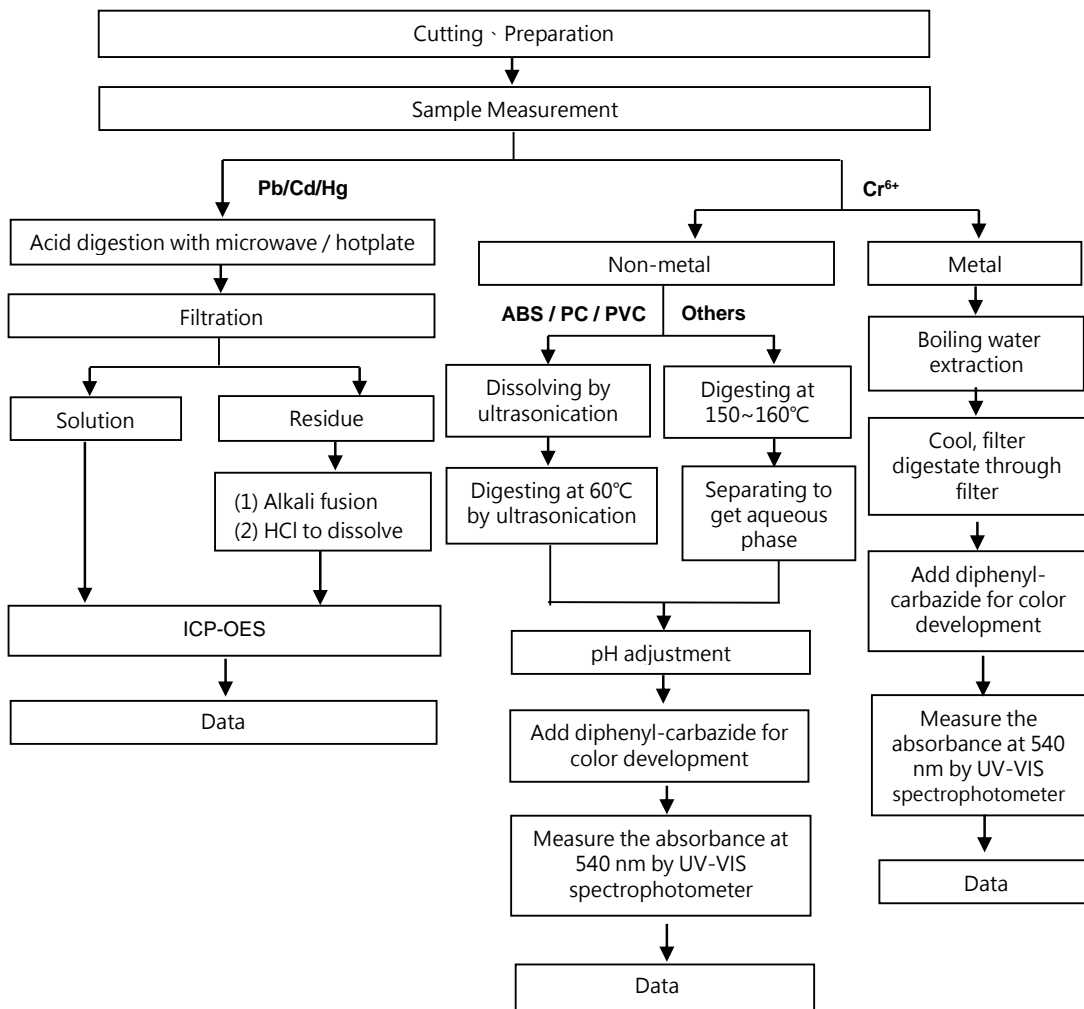 Cutting、Preparation
Sample Measurement
Pb/Cd/Hg
Cr⁶⁺
Acid digestion with microwave / hotplate
Filtration
Solution
Residue
(1) Alkali fusion
(2) HCl to dissolve
ICP-OES
Data
Non-metal
ABS / PC / PVC
Others
Dissolving by
ultrasonication
Digesting at 60℃
by ultrasonication
Digesting at
150~160℃
Separating to
get aqueous
phase
pH adjustment
Add diphenyl-carbazide for
color development
Measure the absorbance at
540 nm by UV-VIS
spectrophotometer
Data
Metal
Boiling water
extraction
Cool, filter
digestate through
filter
Add diphenyl-
carbazide for color
development
Measure the
absorbance at 540
nm by UV-VIS
spectrophotometer
Data